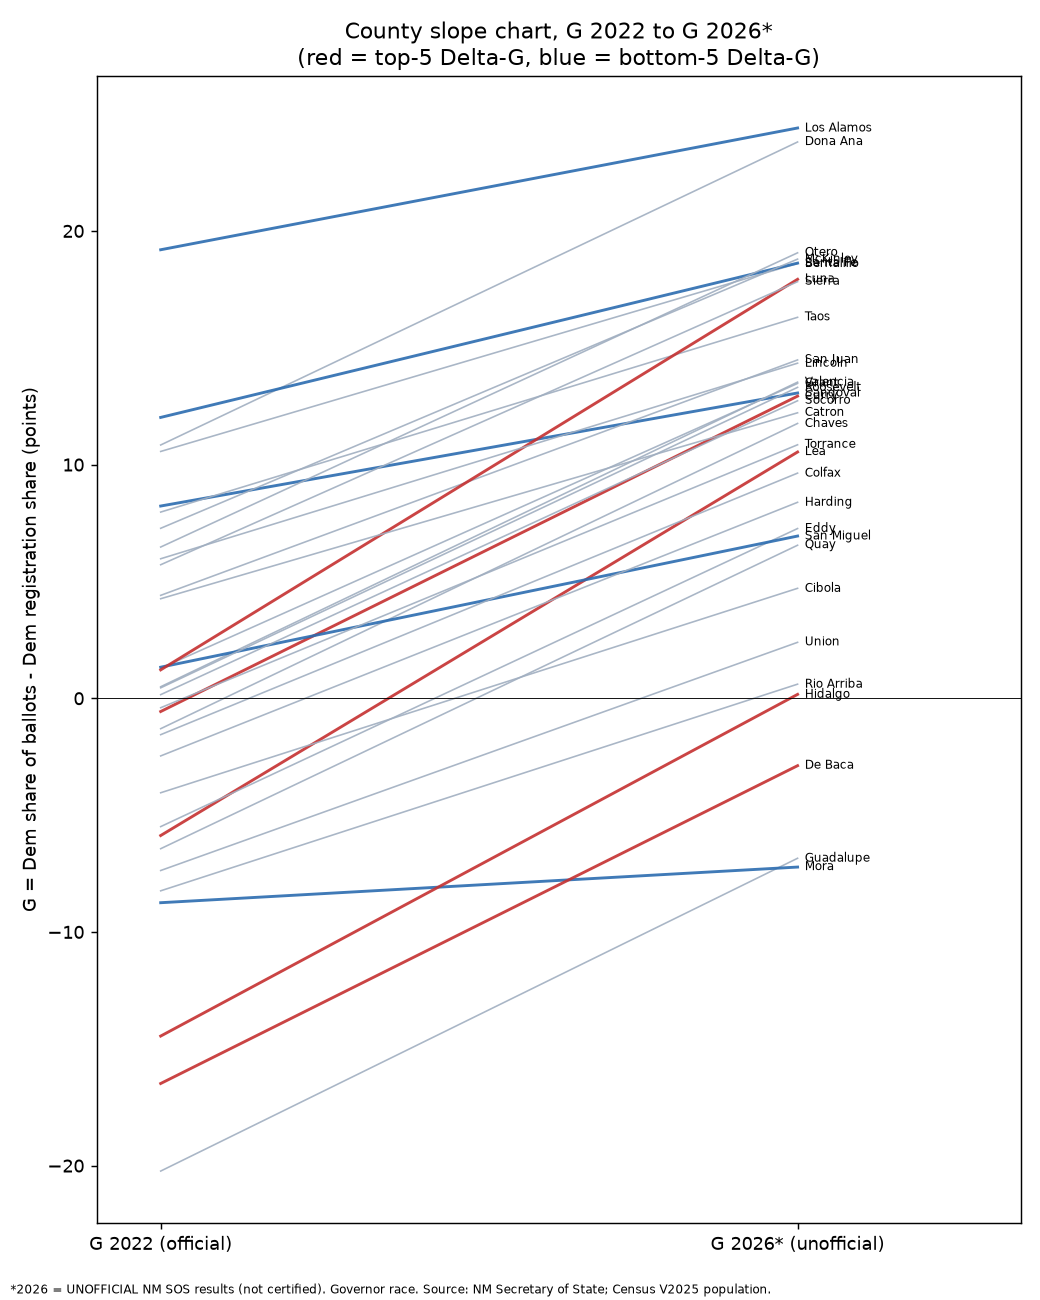 County slope chart, G 2022 to G 2026*
(red = top-5 Delta-G, blue = bottom-5 Delta-G)
G = Dem share of ballots - Dem registration share (points)
20
10
0
−10
−20
Los Alamos
Dona Ana
Otero
McKinley
Luna
Sierra
Taos
San Juan
Lincoln
Valencia
Roosevelt
Sandoval
Socorro
Catron
Chaves
Torrance
Lea
Colfax
Harding
Eddy
San Miguel
Quay
Cibola
Union
Rio Arriba
Hidalgo
De Baca
Guadalupe
Mora
G 2022 (official)
G 2026* (unofficial)
*2026 = UNOFFICIAL NM SOS results (not certified). Governor race. Source: NM Secretary of State; Census V2025 population.